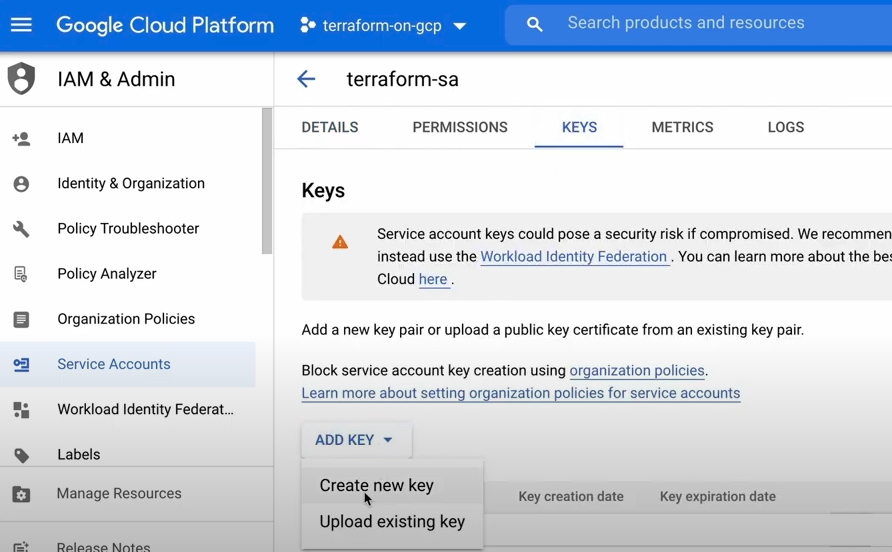 Google Cloud Platform
terraform-on-gcp
Search products and resources
IAM & Admin
IAM
Identity & Organization
Policy Troubleshooter
Policy Analyzer
Organization Policies
Service Accounts
Workload Identity Federat...
Labels
Manage Resources
Release Notes
terraform-sa
DETAILS PERMISSIONS KEYS METRICS LOGS
Keys
Service account keys could pose a security risk if compromised. We recommen
instead use the Workload Identity Federation . You can learn more about the bes
Cloud here .
Add a new key pair or upload a public key certificate from an existing key pair.
Block service account key creation using organization policies.
Learn more about setting organization policies for service accounts
ADD KEY
Create new key
Upload existing key
Key creation date Key expiration date